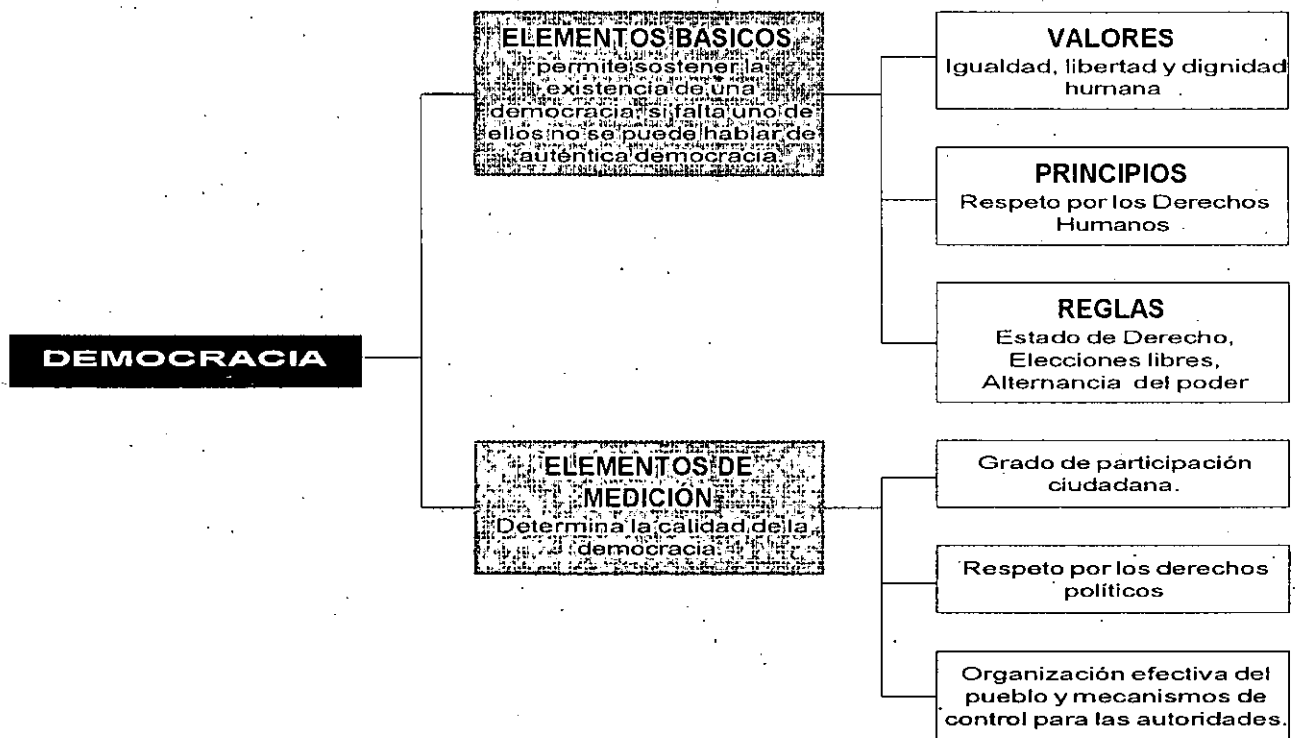 ELEMENTOS BÁSICOS
permite sostener la
existencia de una
democracia, si falta uno de
ellos no se puede hablar de
auténtica democracia.
VALORES
Igualdad, libertad y dignidad
humana
PRINCIPIOS
Respeto por los Derechos
Humanos
REGLAS
Estado de Derecho,
Elecciones libres,
Alternancia del poder
DEMOCRACIA
ELEMENTOS DE
MEDICIÓN
Determina la calidad de la
democracia.
Grado de participación
ciudadana.
Respeto por los derechos
políticos
Organización efectiva del
pueblo y mecanismos de
control para las autoridades.